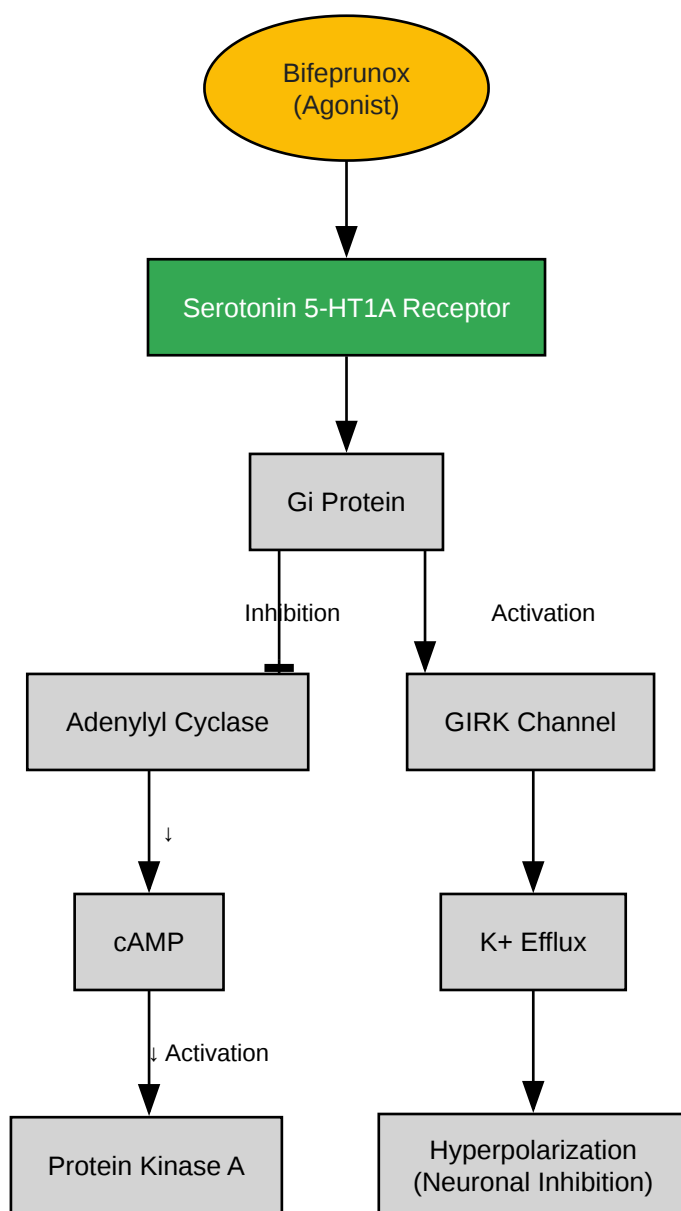 Bifeprunox
(Agonist)
Serotonin 5-HT1A Receptor
Gi Protein
Inhibition
Activation
Adenylyl Cyclase
GIRK Channel
↓
cAMP
K+ Efflux
↓ Activation
Protein Kinase A
Hyperpolarization
(Neuronal Inhibition)